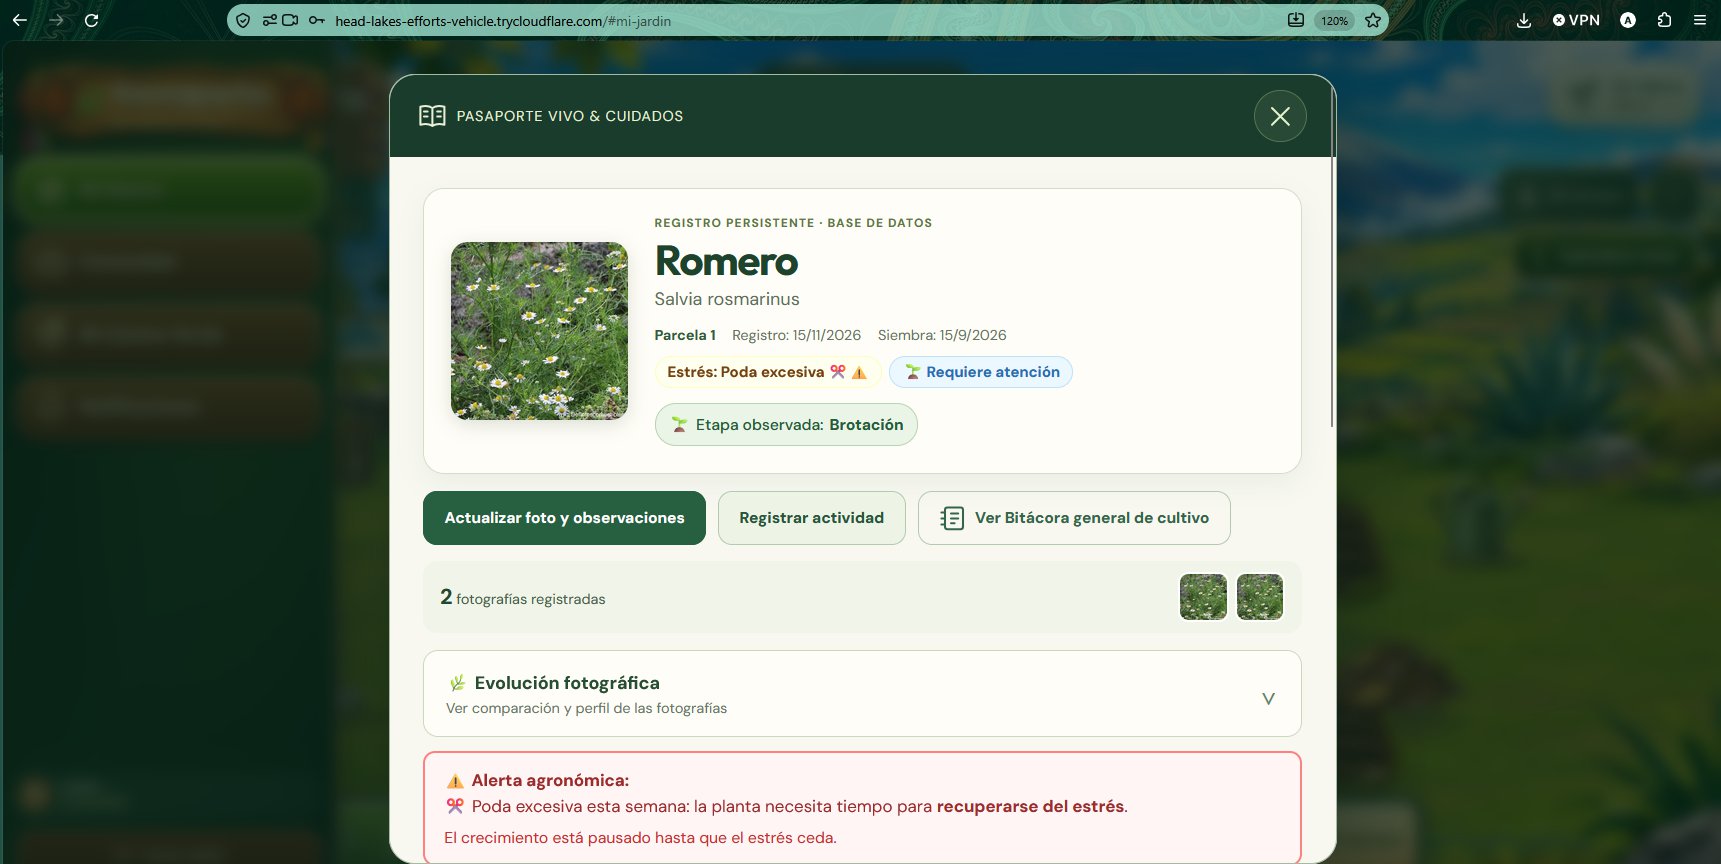 head-lakes-efforts-vehicle.trycloudflare.com/#mi-jardin
120%
VPN
A
PASAPORTE VIVO & CUIDADOS
REGISTRO PERSISTENTE · BASE DE DATOS
Romero
Salvia rosmarinus
Parcela 1 Registro: 15/11/2026 Siembra: 15/9/2026
Estrés: Poda excesiva ✂️ ⚠️ 🌱 Requiere atención
🌱 Etapa observada: Brotación
Actualizar foto y observaciones Registrar actividad Ver Bitácora general de cultivo
2 fotografías registradas
🌿 Evolución fotográfica
Ver comparación y perfil de las fotografías
⚠️ Alerta agronómica:
✂️ Poda excesiva esta semana: la planta necesita tiempo para recuperarse del estrés.
El crecimiento está pausado hasta que el estrés ceda.